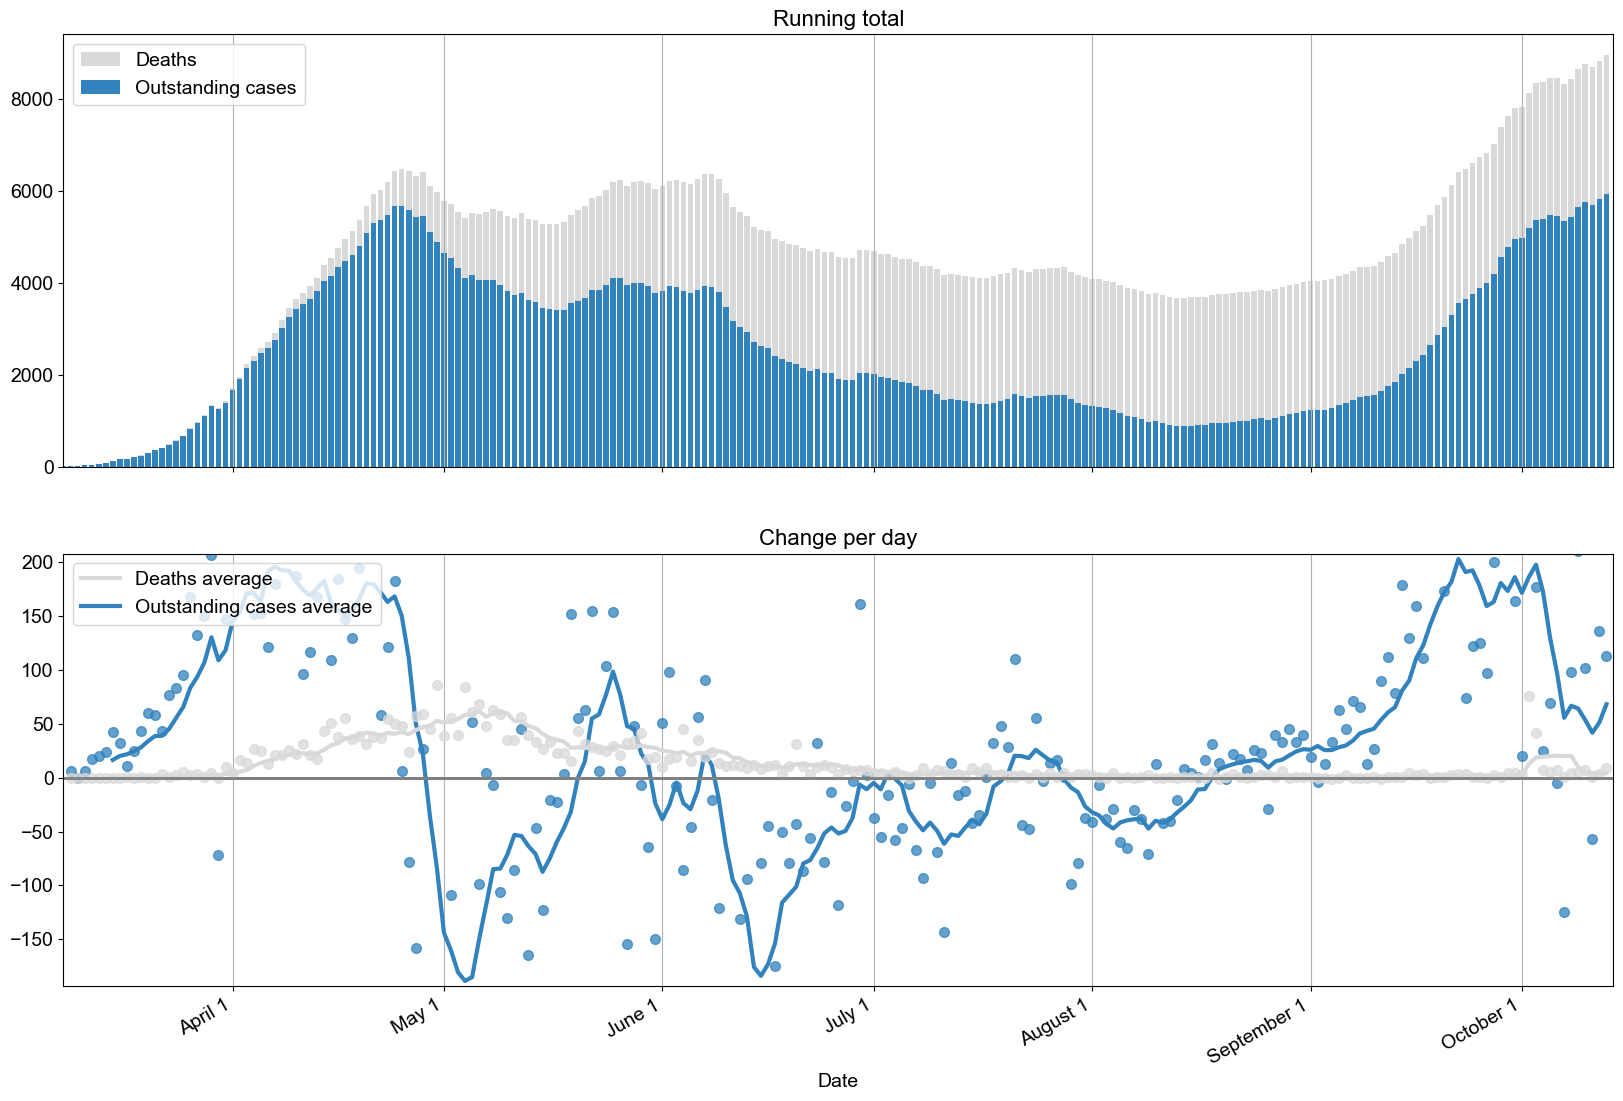 Running total
Deaths
Outstanding cases
8000
6000
4000
2000
0
Change per day
Deaths average
Outstanding cases average
200
150
100
50
0
−50
−100
−150
April 1
May 1
June 1
July 1
August 1
September 1
October 1
Date